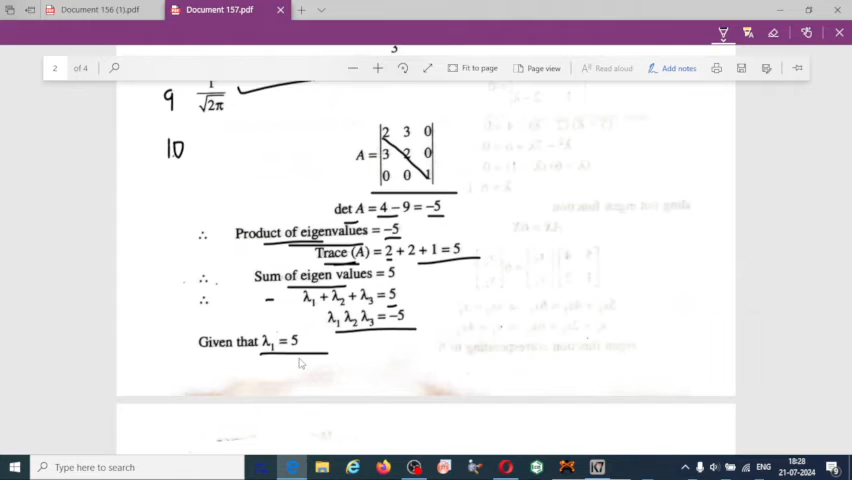 Document 156 (1).pdf
Document 157.pdf
2 of 4
Fit to page
Page view
Read aloud
Add notes
3
9 1/√2π
10
A = |2 3 0|
|3 2 0|
|0 0 1|
det A = 4 – 9 = –5
∴ Product of eigenvalues = –5
Trace (A) = 2 + 2 + 1 = 5
∴ Sum of eigen values = 5
∴ λ₁ + λ₂ + λ₃ = 5
λ₁ λ₂ λ₃ = –5
Given that λ₁ = 5
Type here to search
ENG
18:28
21-07-2024